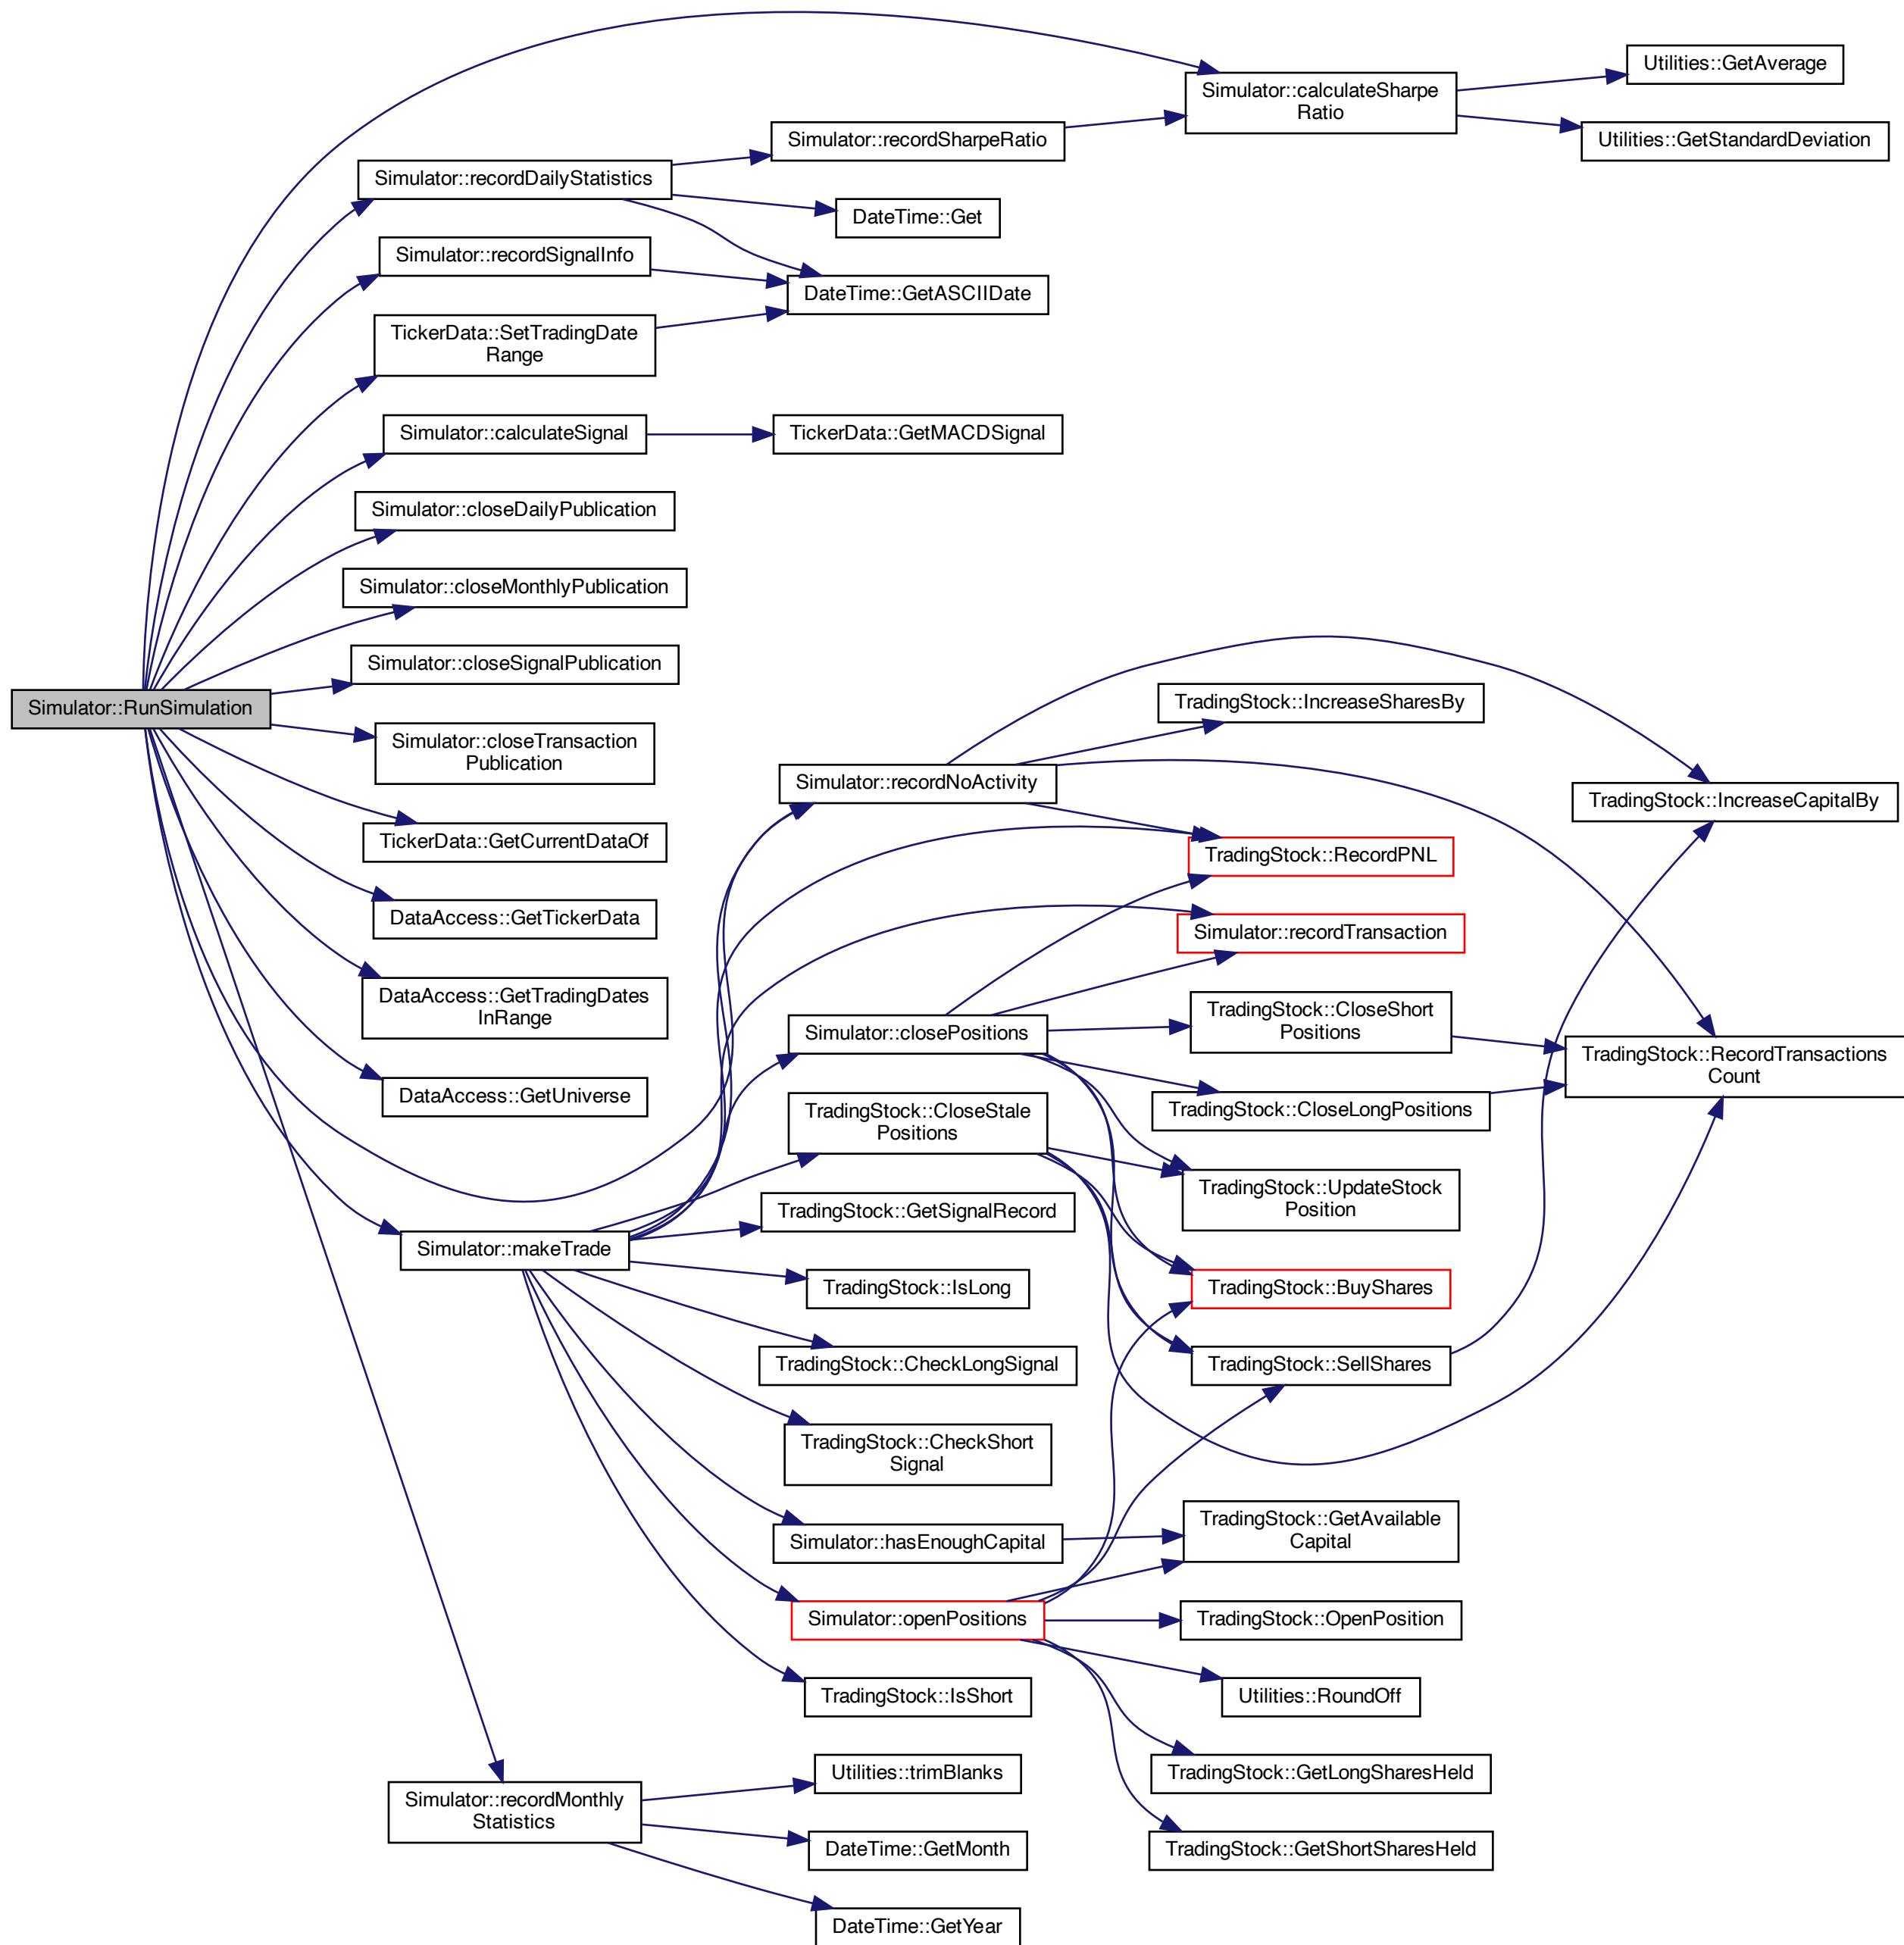 Utilities::GetAverage
Simulator::calculateSharpe
Ratio
Simulator::recordSharpeRatio
Utilities::GetStandardDeviation
Simulator::recordDailyStatistics
DateTime::Get
Simulator::recordSignalInfo
DateTime::GetASCIIDate
TickerData::SetTradingDate
Range
Simulator::calculateSignal
TickerData::GetMACDSignal
Simulator::closeDailyPublication
Simulator::closeMonthlyPublication
Simulator::closeSignalPublication
Simulator::RunSimulation
Simulator::closeTransaction
Publication
TickerData::GetCurrentDataOf
DataAccess::GetTickerData
DataAccess::GetTradingDates
InRange
DataAccess::GetUniverse
TradingStock::IncreaseSharesBy
Simulator::recordNoActivity
TradingStock::IncreaseCapitalBy
TradingStock::RecordPNL
Simulator::recordTransaction
Simulator::closePositions
TradingStock::CloseShort
Positions
TradingStock::RecordTransactions
Count
TradingStock::CloseLongPositions
TradingStock::CloseStale
Positions
TradingStock::UpdateStock
Position
TradingStock::GetSignalRecord
Simulator::makeTrade
TradingStock::IsLong
TradingStock::BuyShares
TradingStock::CheckLongSignal
TradingStock::SellShares
TradingStock::CheckShort
Signal
Simulator::hasEnoughCapital
TradingStock::GetAvailable
Capital
Simulator::openPositions
TradingStock::OpenPosition
TradingStock::IsShort
Utilities::RoundOff
Utilities::trimBlanks
TradingStock::GetLongSharesHeld
Simulator::recordMonthly
Statistics
DateTime::GetMonth
TradingStock::GetShortSharesHeld
DateTime::GetYear